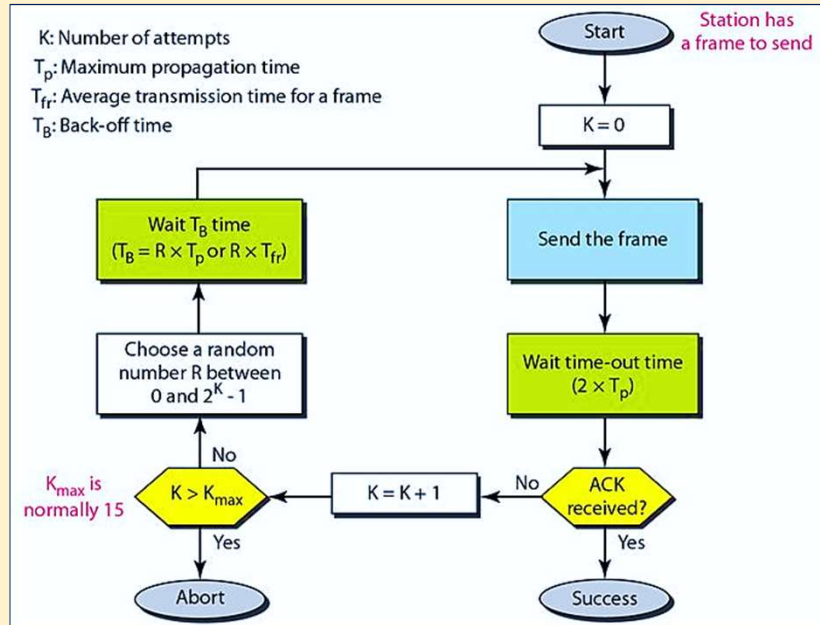 K: Number of attempts
Tp: Maximum propagation time
Tfr: Average transmission time for a frame
TB: Back-off time
Start
Station has
a frame to send
K = 0
Wait TB time
(TB = R × Tp or R × Tfr)
Send the frame
Choose a random
number R between
0 and 2^K - 1
Wait time-out time
(2 × Tp)
No
Kmax is
normally 15
K > Kmax
K = K + 1
No
ACK
received?
Yes
Yes
Abort
Success